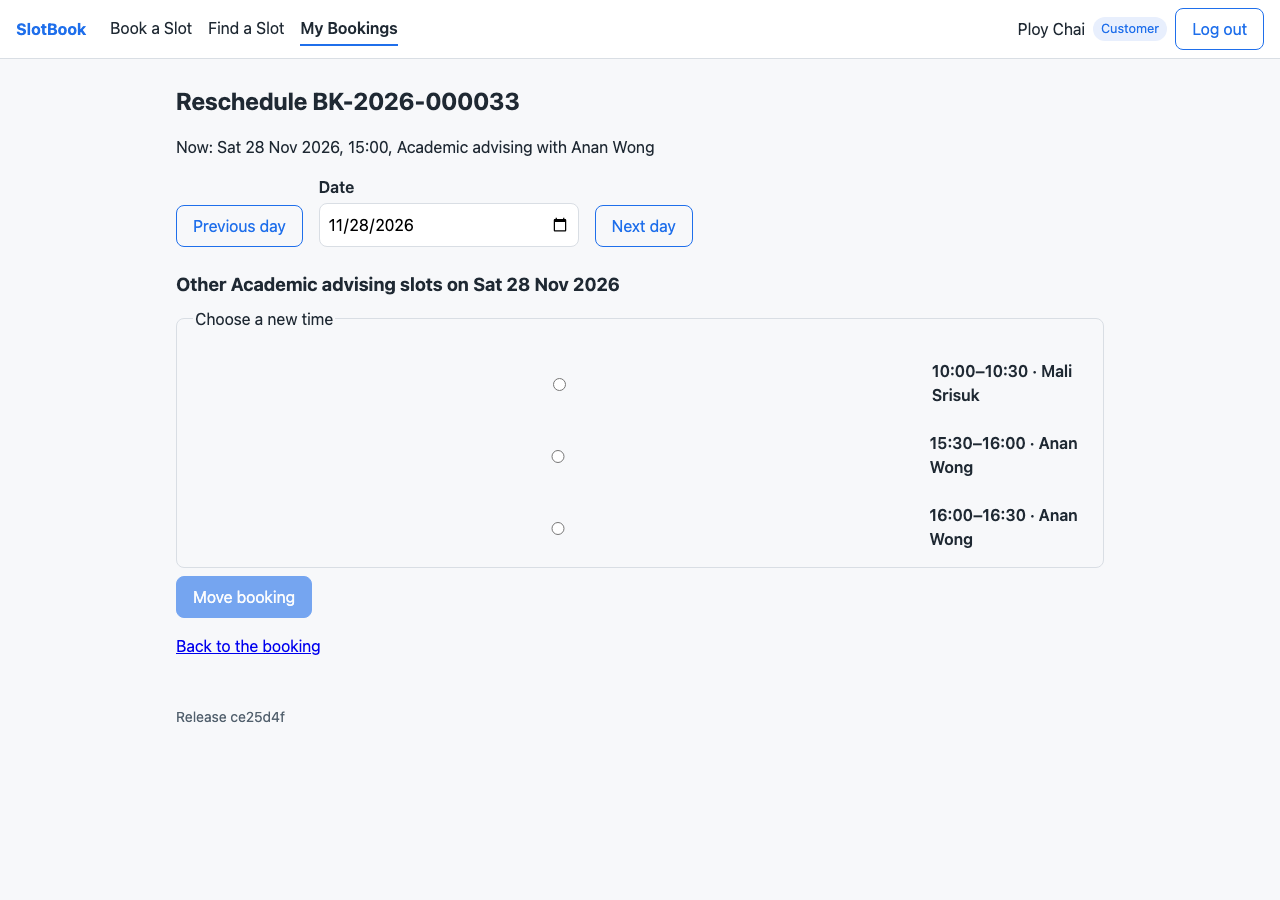 SlotBook Book a Slot Find a Slot My Bookings Ploy Chai Customer Log out
Reschedule BK-2026-000033
Now: Sat 28 Nov 2026, 15:00, Academic advising with Anan Wong
Date
Previous day 11/28/2026 Next day
Other Academic advising slots on Sat 28 Nov 2026
Choose a new time
10:00–10:30 · Mali
Srisuk
15:30–16:00 · Anan
Wong
16:00–16:30 · Anan
Wong
Move booking
Back to the booking
Release ce25d4f